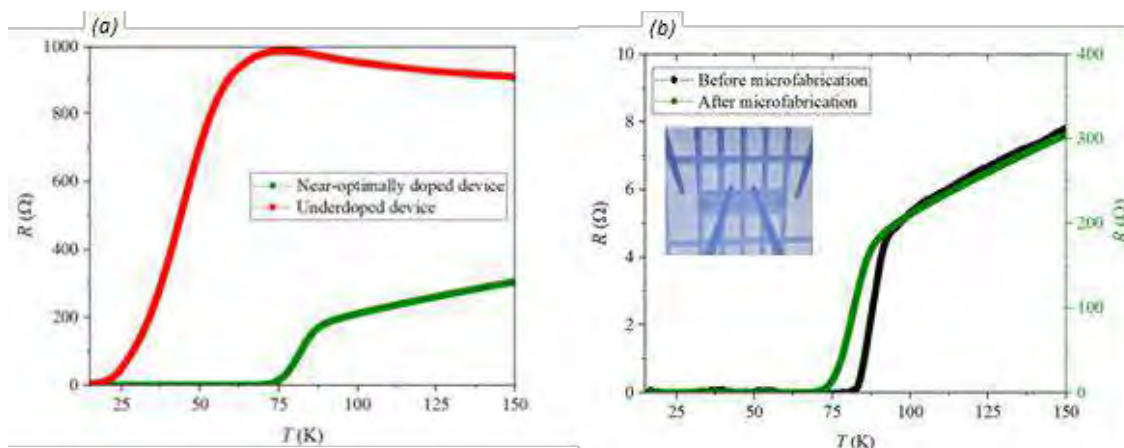 (a)
1000
800
600
400
200
0
R (Ω)
Near-optimally doped device
Underdoped device
25
50
75
100
125
150
T (K)
(b)
10
8
6
4
2
0
R (Ω)
Before microfabrication
After microfabrication
400
300
200
100
0
R (Ω)
25
50
75
100
125
150
T (K)